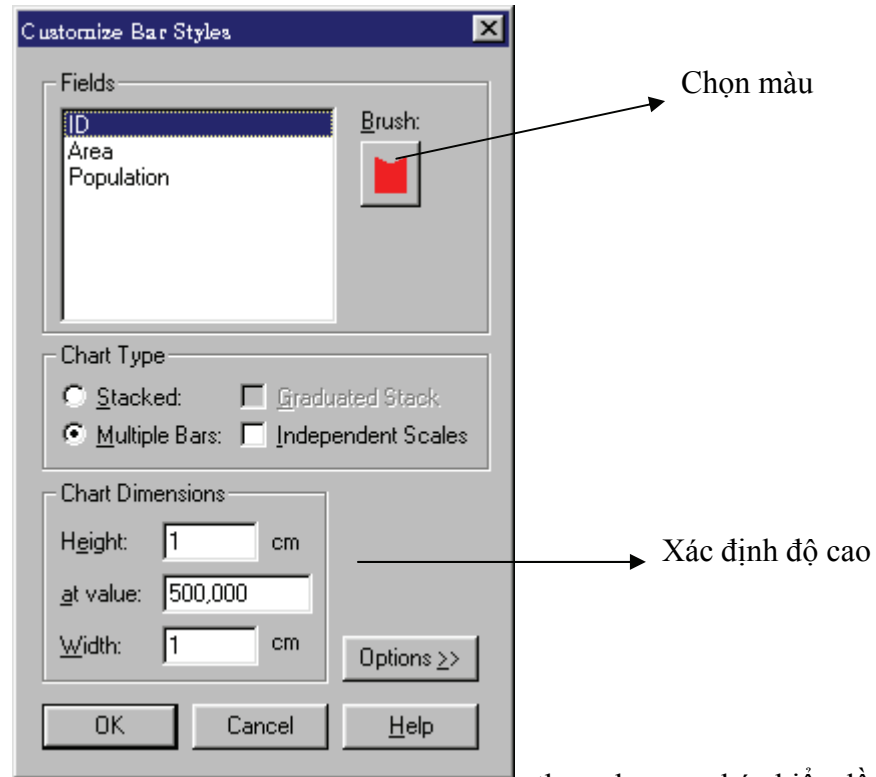 Customize Bar Styles
Chọn màu
Fields
ID
Area
Population
Brush:
Chart Type
Stacked:
Graduated Stack
Multiple Bars:
Independent Scales
Chart Dimensions
Height: 1 cm
Xác định độ cao
at value: 500,000
Width: 1 cm
Options >>
OK
Cancel
Help